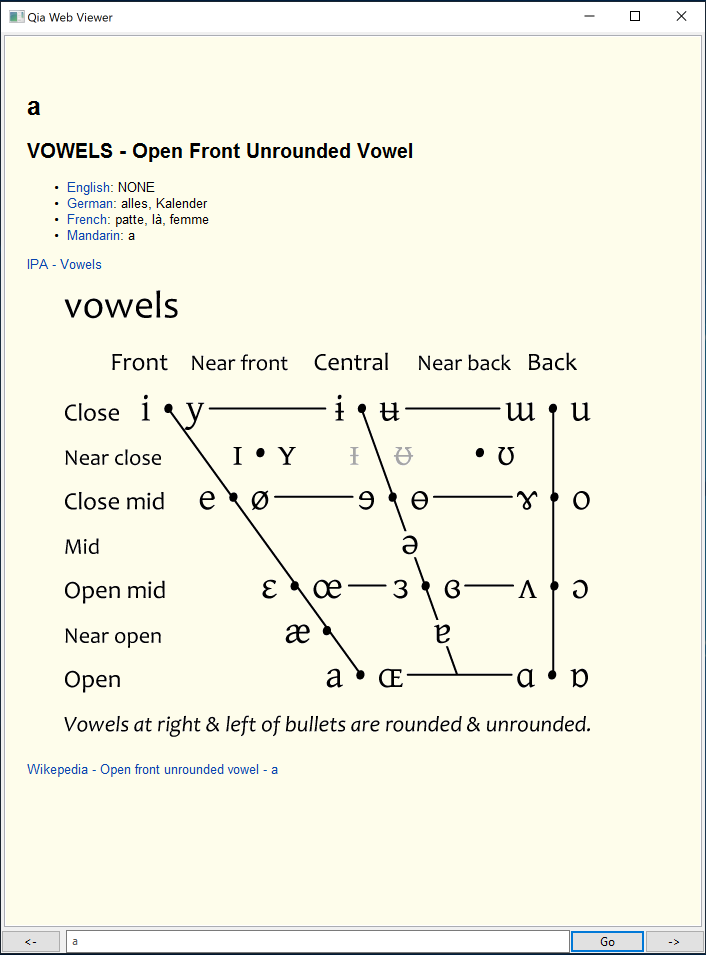 Qia Web Viewer
a
VOWELS - Open Front Unrounded Vowel
• English: NONE
• German: alles, Kalender
• French: patte, là, femme
• Mandarin: a
IPA - Vowels
vowels
Front Near front Central Near back Back
Close i y ɨ ʉ ɯ u
Near close ɪ ʏ ɪ̵ ʊ̵ ʊ
Close mid e ø ɘ ɵ ɤ o
Mid ə
Open mid ɛ œ ɜ ɞ ʌ ɔ
Near open æ ɐ
Open a ɶ ɑ ɒ
Vowels at right & left of bullets are rounded & unrounded.
Wikepedia - Open front unrounded vowel - a
<- a Go ->